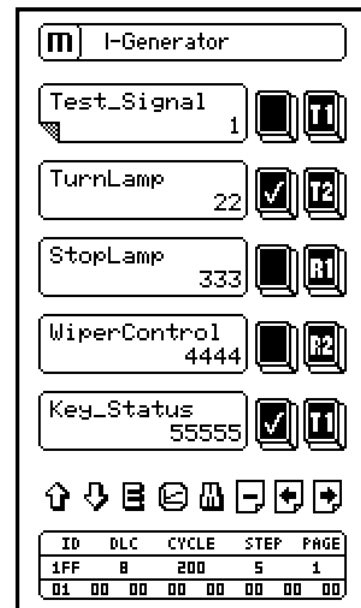 m I-Generator
Test_Signal
1 T1
TurnLamp
22 T2
StopLamp
333 R1
WiperControl
4444 R2
Key_Status
55555 T1
ID DLC CYCLE STEP PAGE
1FF 8 200 5 1
01 00 00 00 00 00 00 00